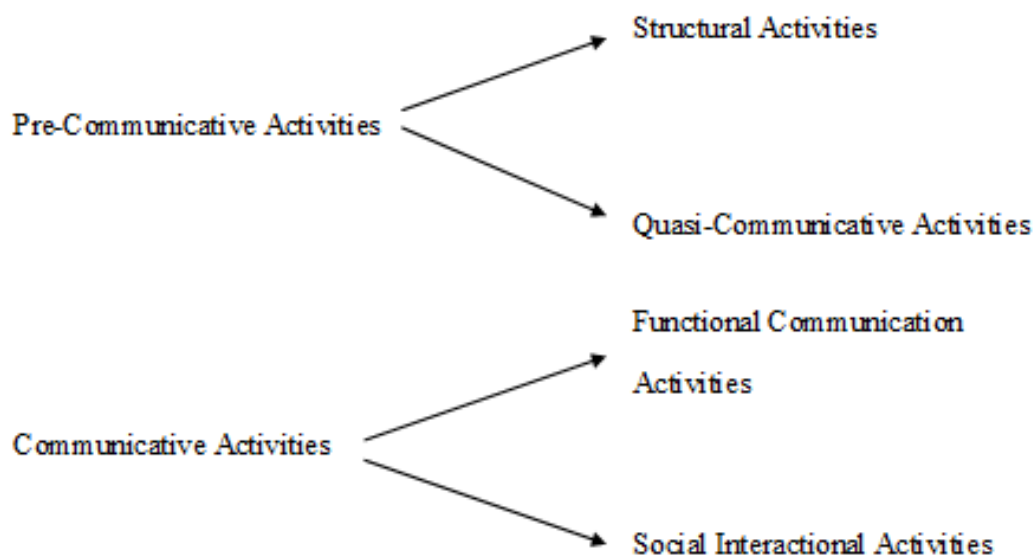 Structural Activities
Pre-Communicative Activities
Quasi-Communicative Activities
Functional Communication
Activities
Communicative Activities
Social Interactional Activities